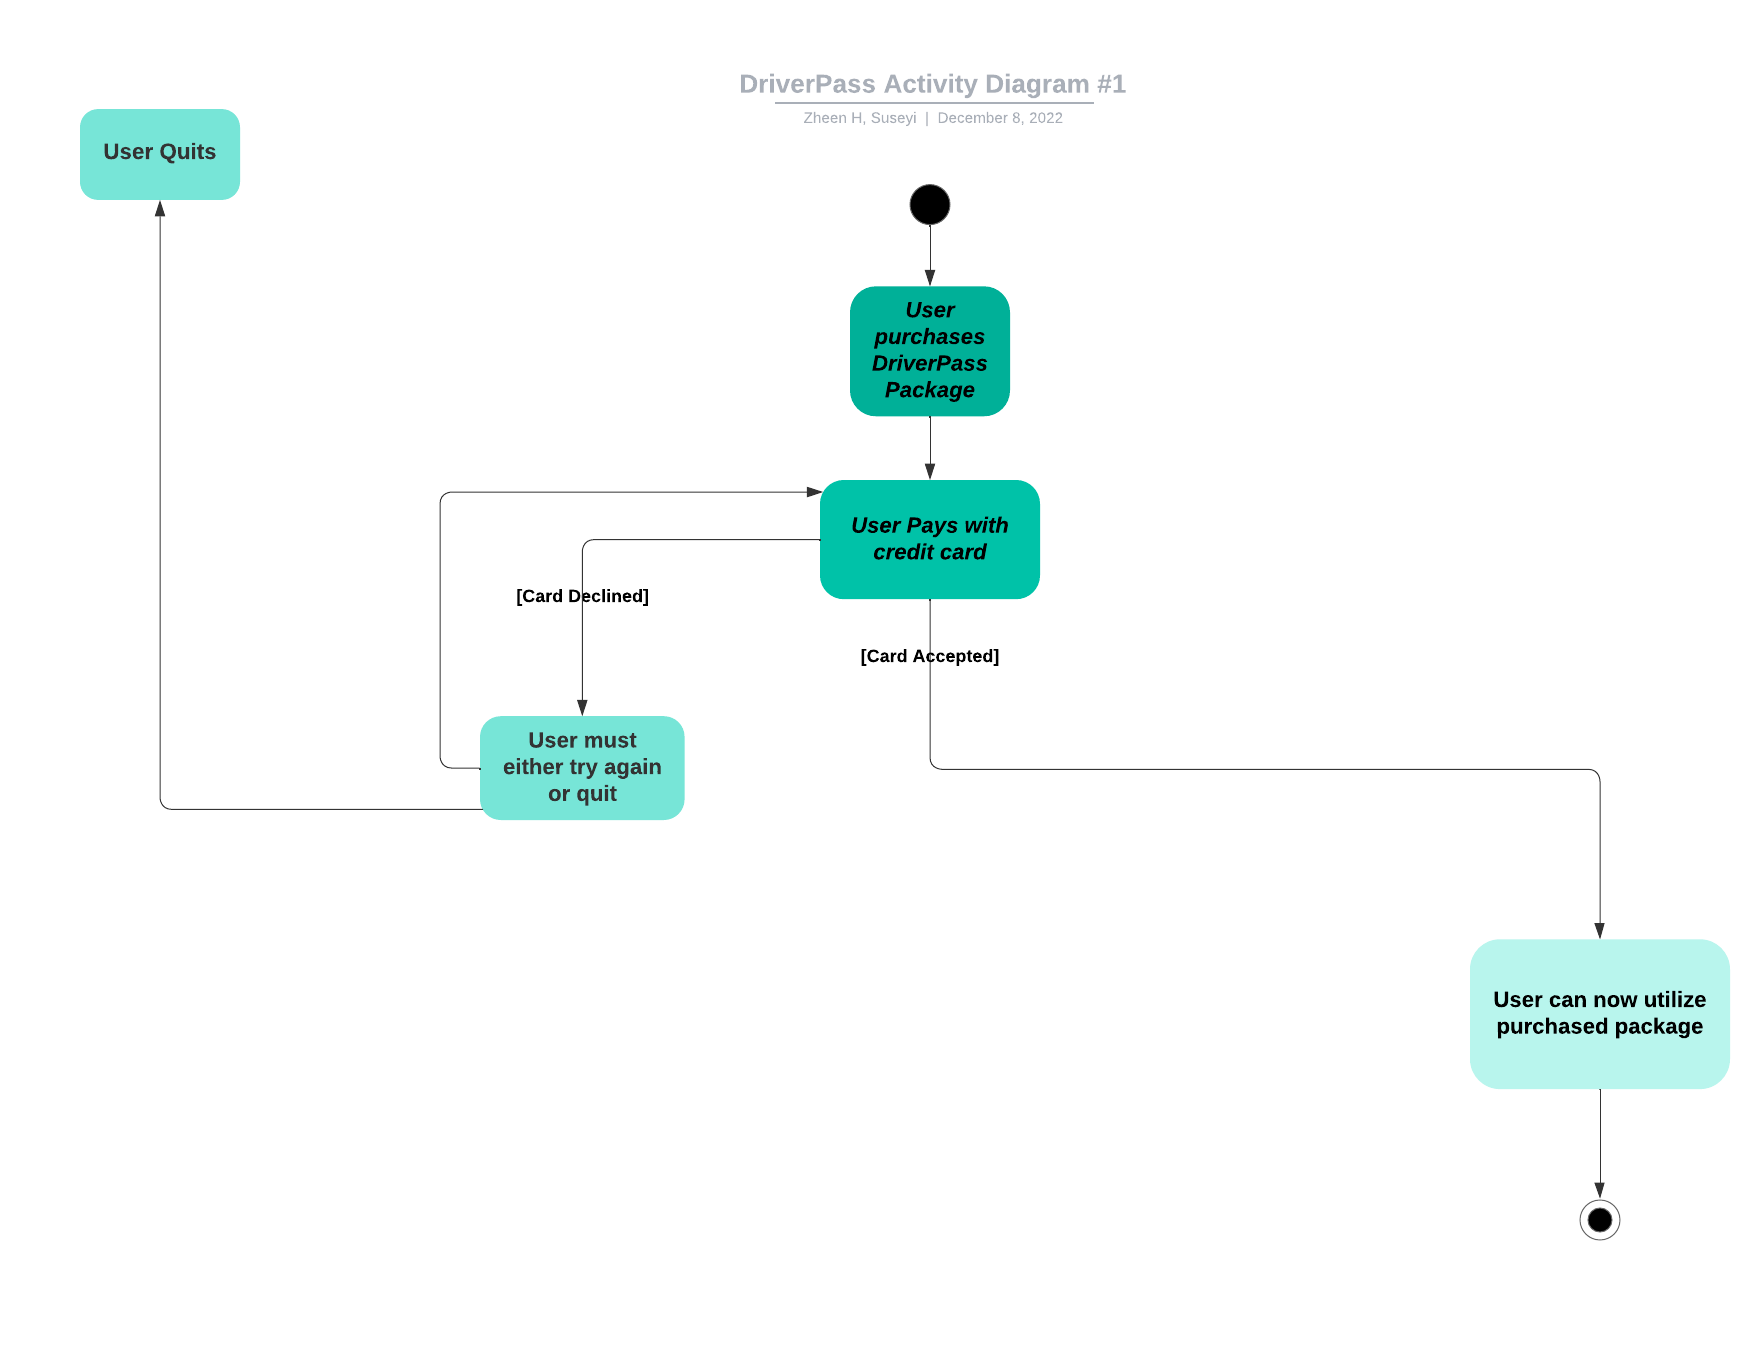 DriverPass Activity Diagram #1
Zheen H, Suseyi | December 8, 2022
User Quits
User
purchases
DriverPass
Package
User Pays with
credit card
[Card Declined]
[Card Accepted]
User must
either try again
or quit
User can now utilize
purchased package